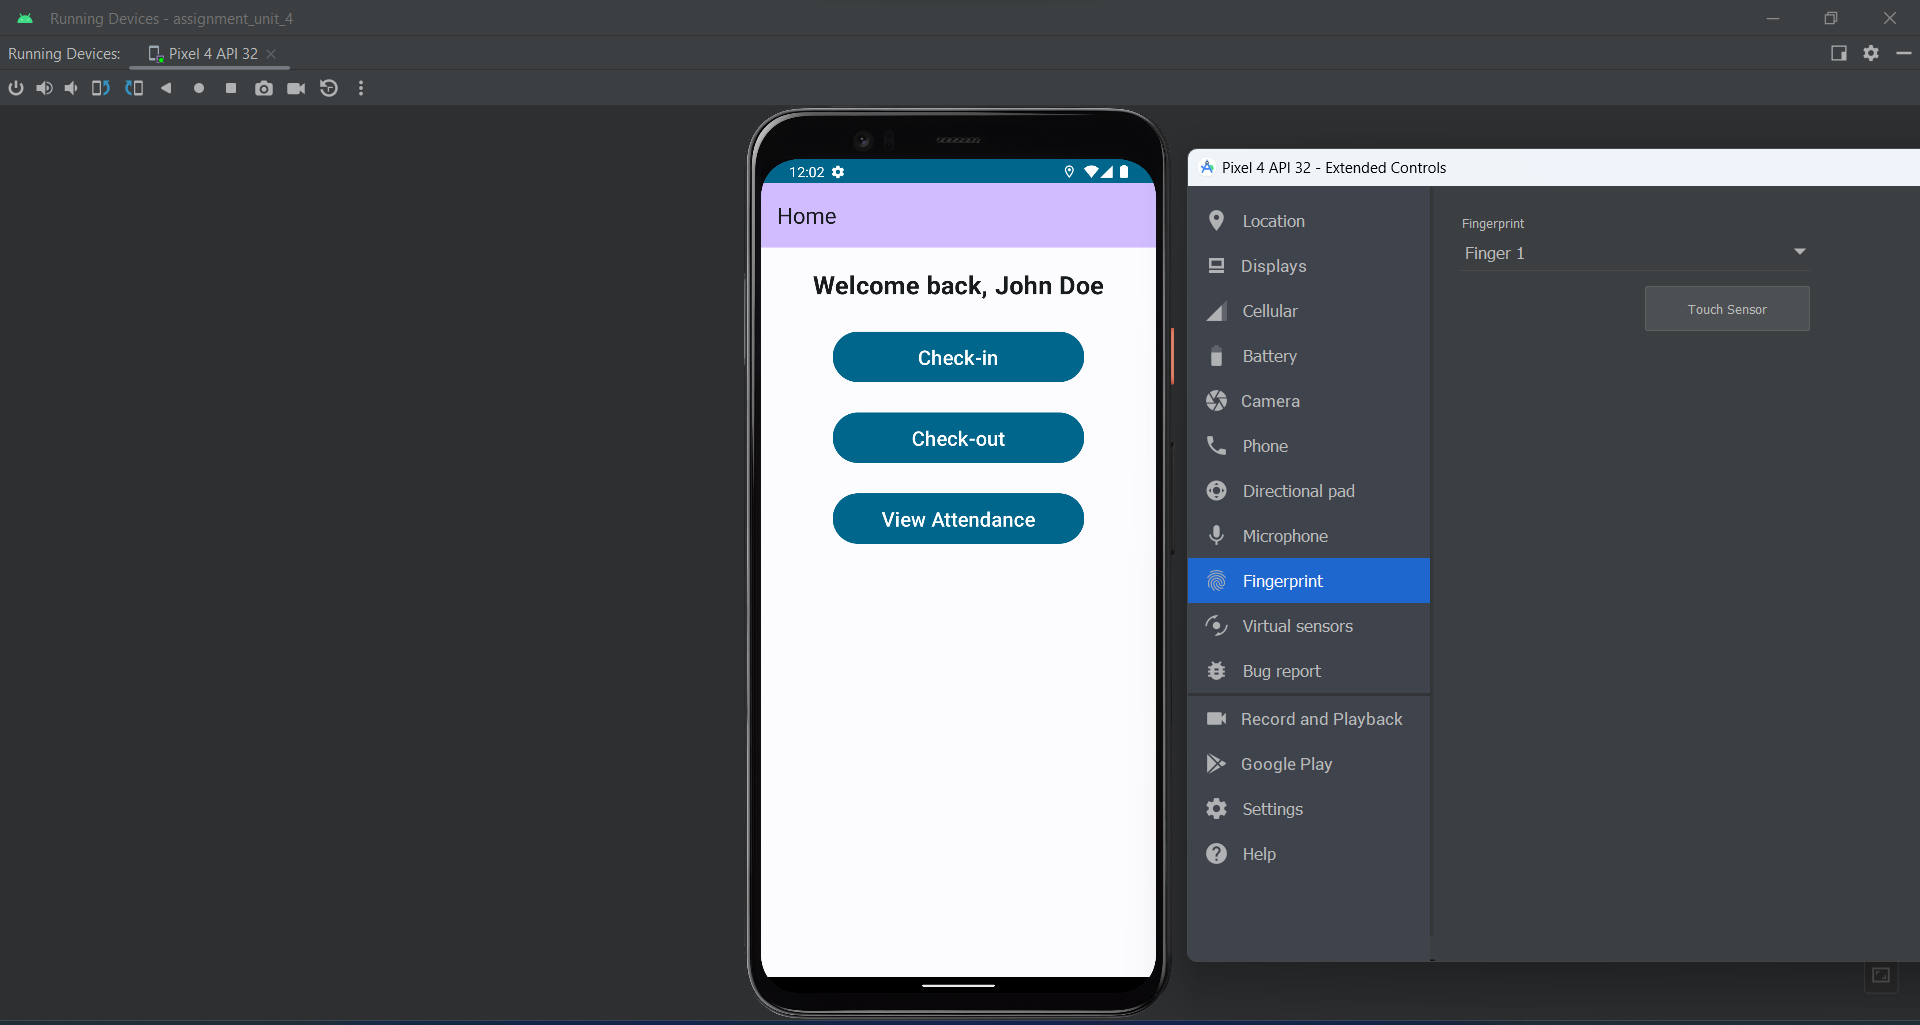 Running Devices - assignment_unit_4
Running Devices:
Pixel 4 API 32
12:02
Home
Welcome back, John Doe
Check-in
Check-out
View Attendance
Pixel 4 API 32 - Extended Controls
Location
Displays
Cellular
Battery
Camera
Phone
Directional pad
Microphone
Fingerprint
Virtual sensors
Bug report
Record and Playback
Google Play
Settings
Help
Fingerprint
Finger 1
Touch Sensor